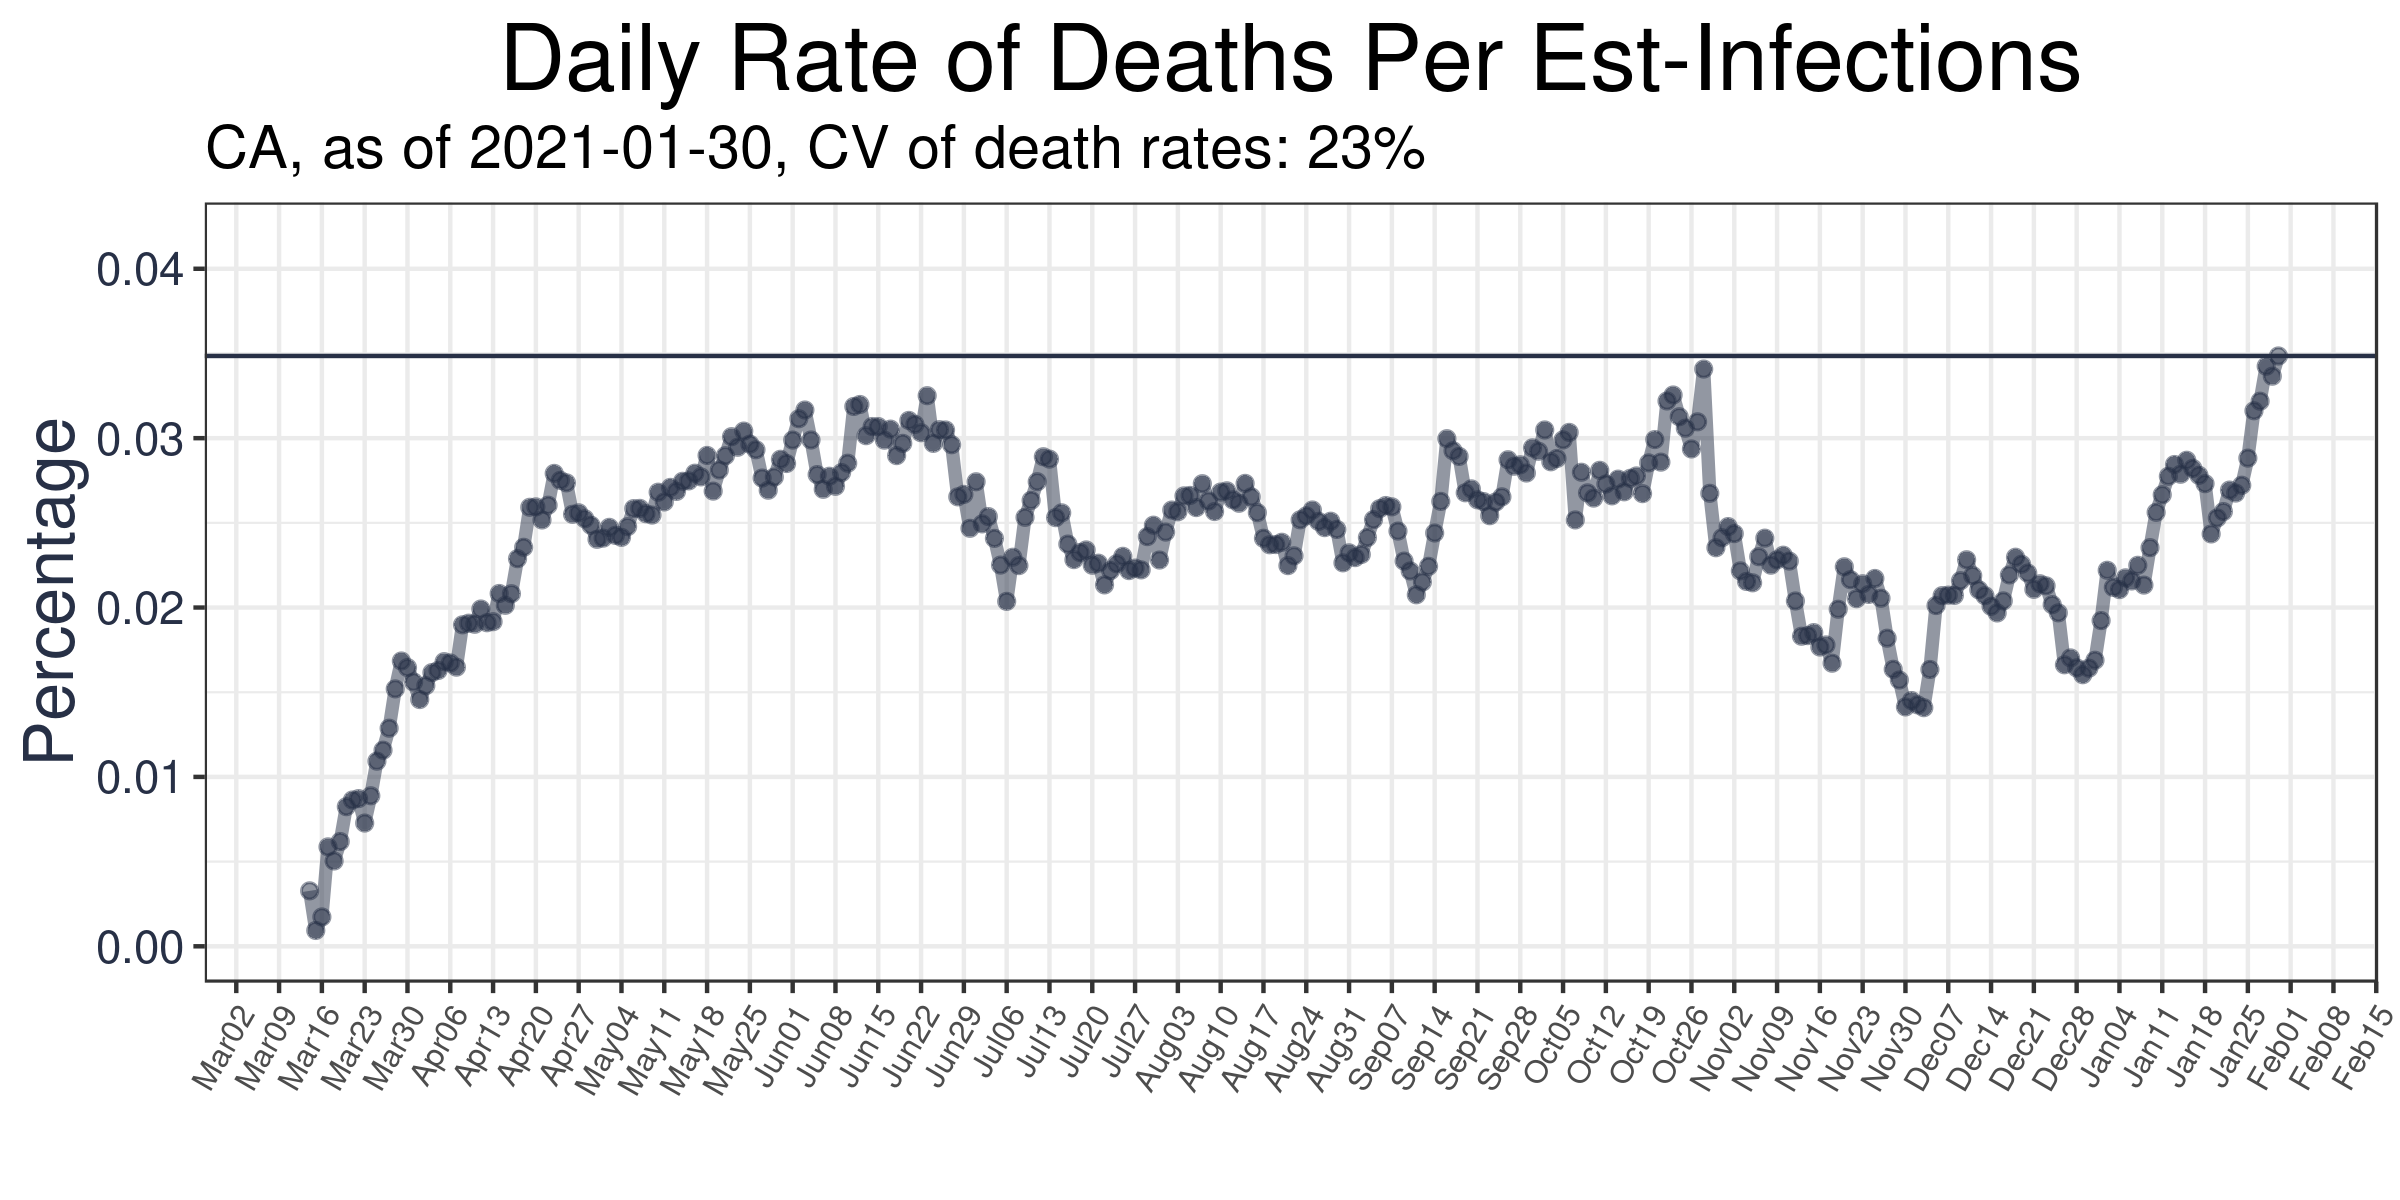 Daily Rate of Deaths Per Est-Infections
CA, as of 2021-01-30, CV of death rates: 23%
Percentage
0.04
0.03
0.02
0.01
0.00
Mar02
Mar09
Mar16
Mar23
Mar30
Apr06
Apr13
Apr20
Apr27
May04
May11
May18
May25
Jun01
Jun08
Jun15
Jun22
Jun29
Jul06
Jul13
Jul20
Jul27
Aug03
Aug10
Aug17
Aug24
Aug31
Sep07
Sep14
Sep21
Sep28
Oct05
Oct12
Oct19
Oct26
Nov02
Nov09
Nov16
Nov23
Nov30
Dec07
Dec14
Dec21
Dec28
Jan04
Jan11
Jan18
Jan25
Feb01
Feb08
Feb15